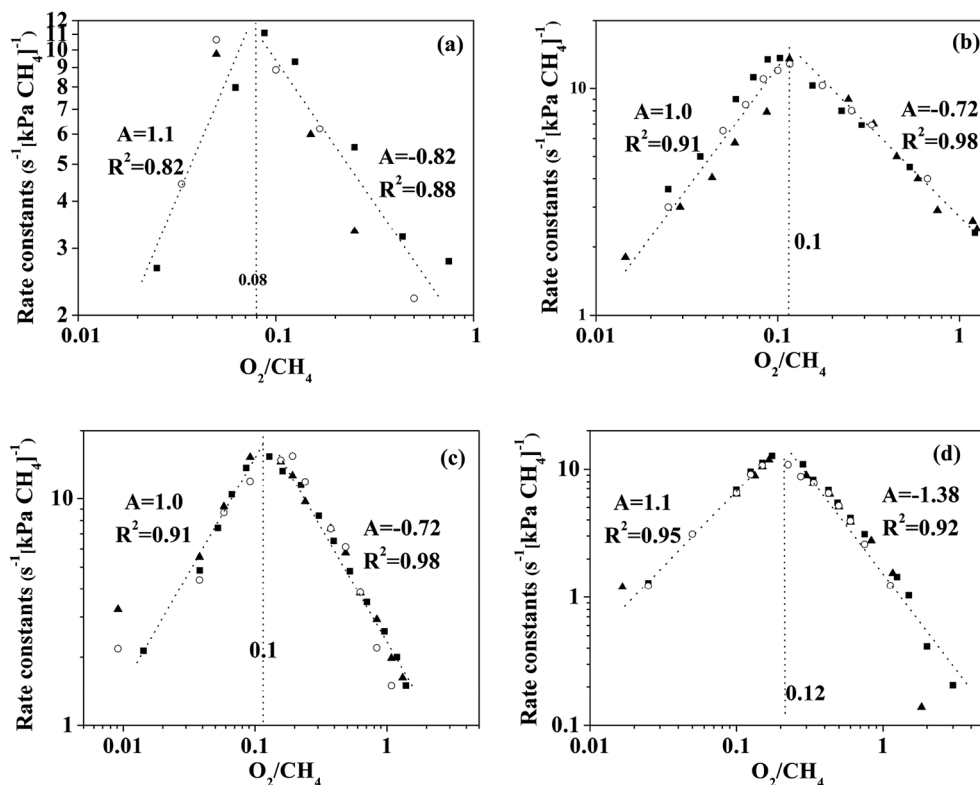 (a)
Rate constants (s⁻¹[kPa CH₄]⁻¹)
12
11
10
9
8
7
6
5
4
3
2
A=1.1
R²=0.82
A=-0.82
R²=0.88
0.08
0.01
0.1
1
O₂/CH₄
(b)
Rate constants (s⁻¹[kPa CH₄]⁻¹)
10
1
A=1.0
R²=0.91
A=-0.72
R²=0.98
0.1
0.01
0.1
1
O₂/CH₄
(c)
Rate constants (s⁻¹[kPa CH₄]⁻¹)
10
1
A=1.0
R²=0.91
A=-0.72
R²=0.98
0.1
0.01
0.1
1
O₂/CH₄
(d)
Rate constants (s⁻¹[kPa CH₄]⁻¹)
10
1
0.1
A=1.1
R²=0.95
A=-1.38
R²=0.92
0.12
0.1
1
O₂/CH₄
0.01